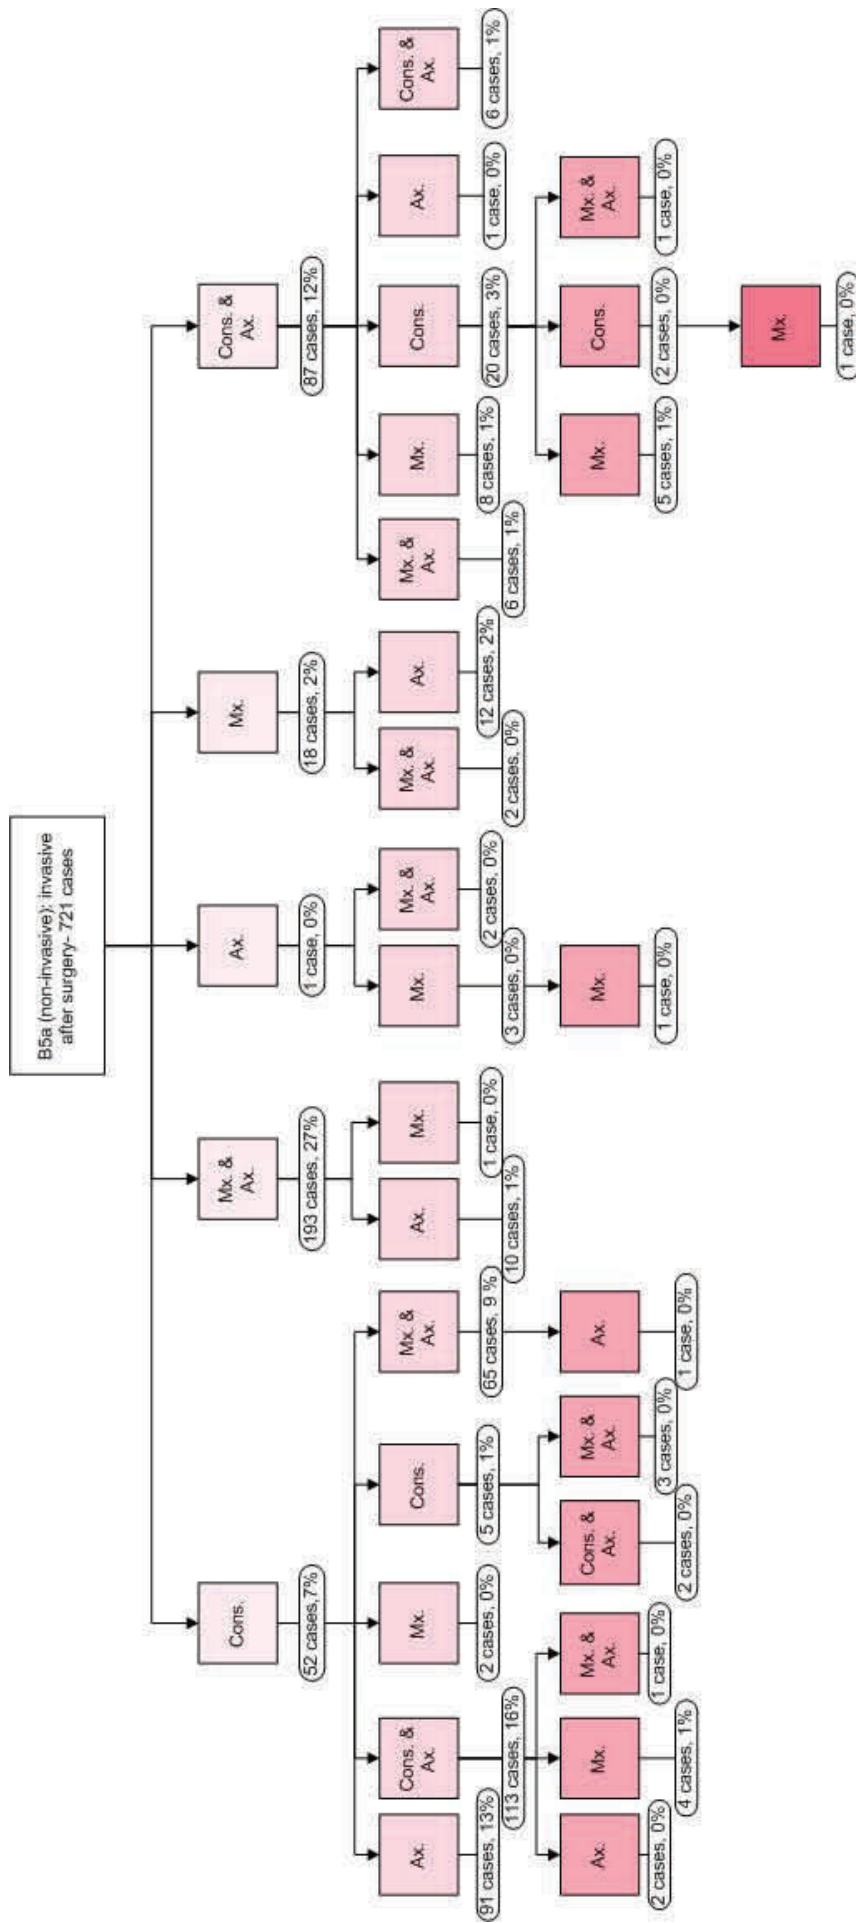 B5a (non-invasive): invasive
after surgery- 721 cases
Cons.
52 cases,7%
Mx. &
Ax.
193 cases, 27%
Ax.
1 case, 0%
Mx.
18 cases, 2%
Cons. &
Ax.
87 cases, 12%
Ax.
91 cases, 13%
Cons. &
Ax.
113 cases, 16%
Mx.
2 cases, 0%
Cons.
5 cases, 1%
Mx. &
Ax.
65 cases, 9 %
Ax.
10 cases, 1%
Mx.
1 case, 0%
Mx.
3 cases, 0%
Mx. &
Ax.
2 cases, 0%
Mx. &
Ax.
2 cases, 0%
Ax.
12 cases, 2%
Mx. &
Ax.
6 cases, 1%
Mx.
8 cases, 1%
Cons.
20 cases, 3%
Ax.
1 case, 0%
Cons. &
Ax.
6 cases, 1%
Ax.
2 cases, 0%
Mx.
4 cases, 1%
Mx. &
Ax.
1 case, 0%
Cons. &
Ax.
2 cases, 0%
Mx. &
Ax.
3 cases, 0%
Ax.
1 case, 0%
Mx.
1 case, 0%
Mx.
5 cases, 1%
Cons.
2 cases, 0%
Mx. &
Ax.
1 case, 0%
Mx.
1 case, 0%